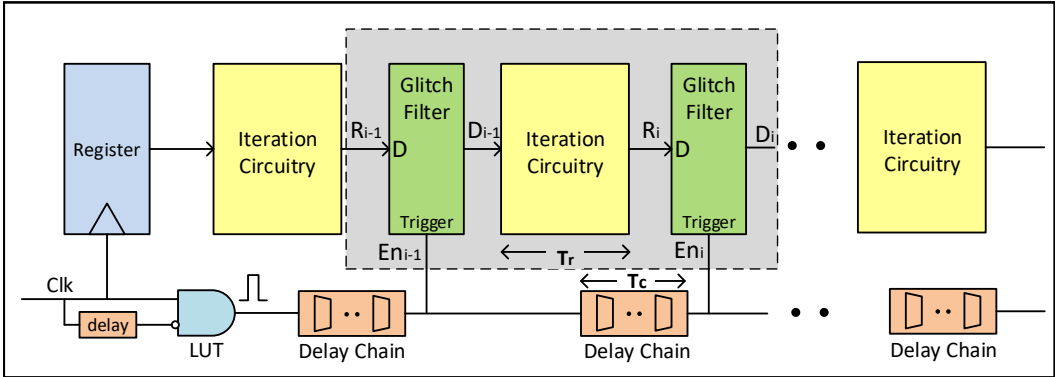 Register
Iteration
Circuitry
Rᵢ₋₁
Glitch
Filter
D
Trigger
Dᵢ₋₁
Iteration
Circuitry
Rᵢ
Glitch
Filter
D
Trigger
Dᵢ
Iteration
Circuitry
Enᵢ₋₁
Tr
Enᵢ
Clk
delay
LUT
Delay Chain
Tc
Delay Chain
Delay Chain